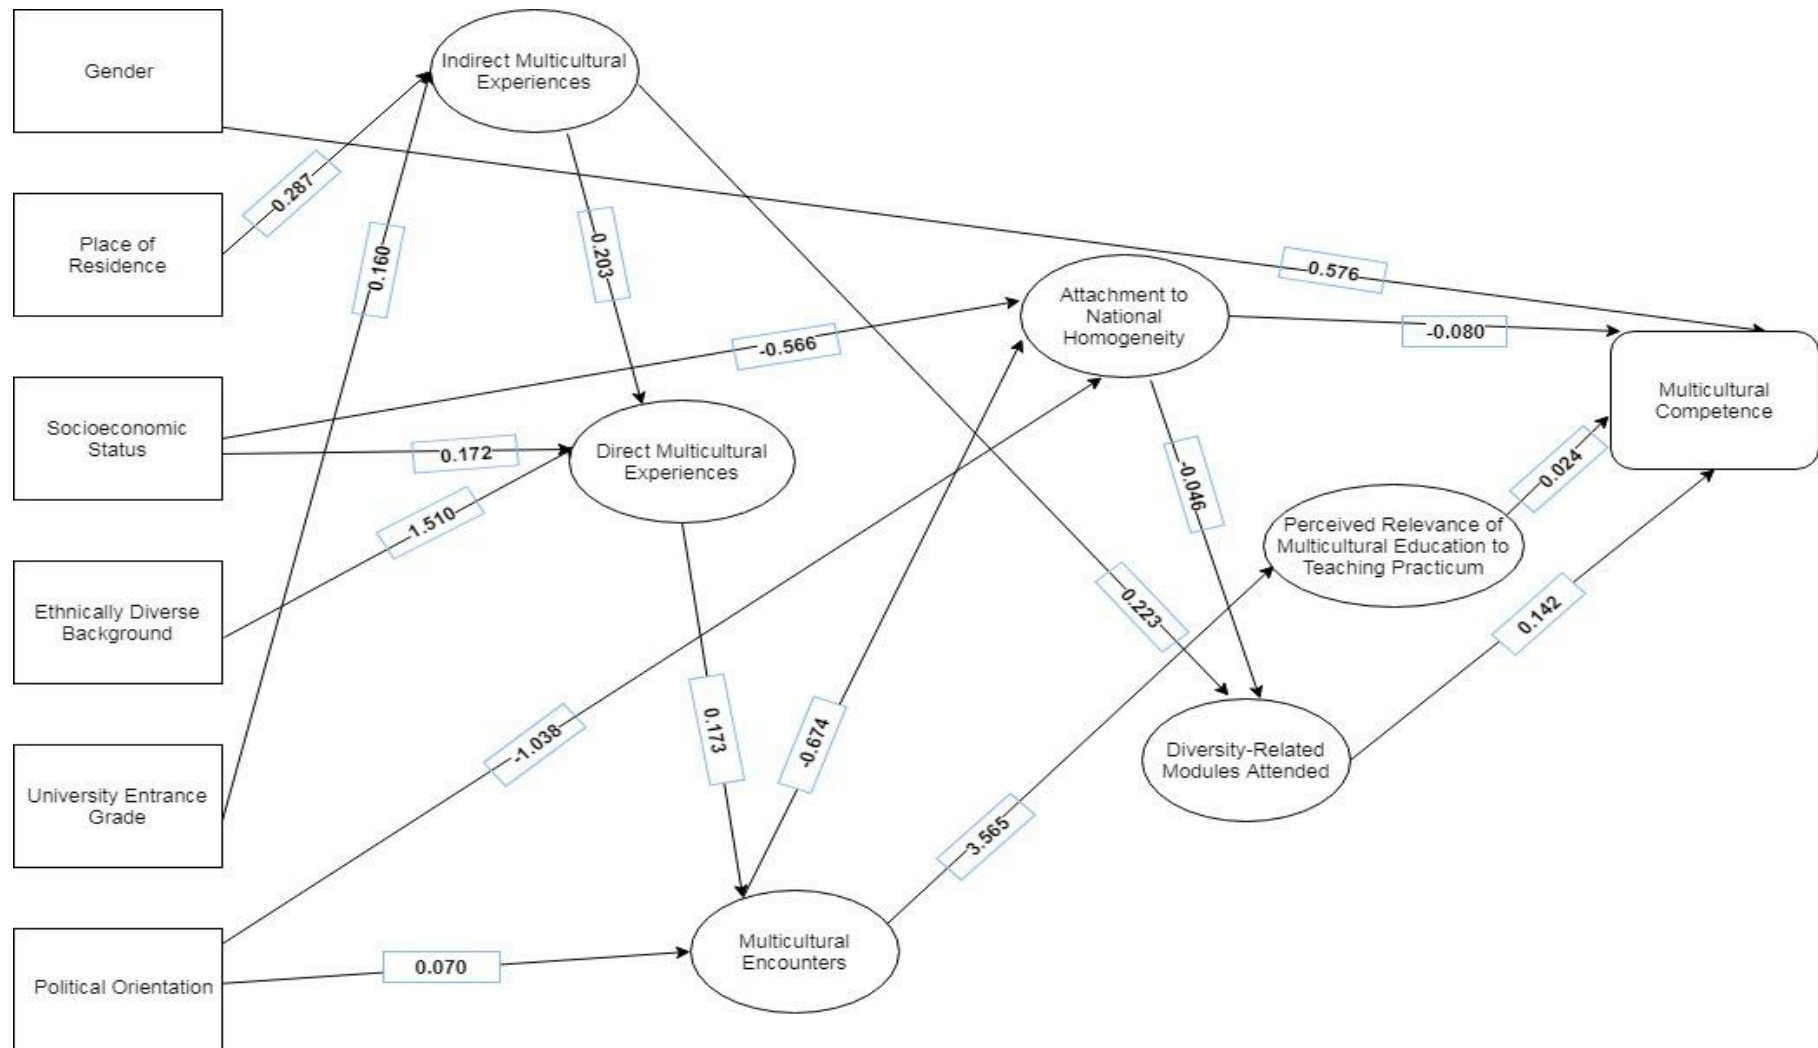 Gender
Indirect Multicultural
Experiences
0.287
Place of
Residence
0.160
0.203
0.576
Attachment to
National
Homogeneity
-0.566
-0.080
Multicultural
Competence
Socioeconomic
Status
0.172
Direct Multicultural
Experiences
-0.046
0.024
1.510
Perceived Relevance of
Multicultural Education to
Teaching Practicum
Ethnically Diverse
Background
0.223
0.142
0.173
-1.038
-0.674
Diversity-Related
Modules Attended
University Entrance
Grade
3.565
Multicultural
Encounters
0.070
Political Orientation